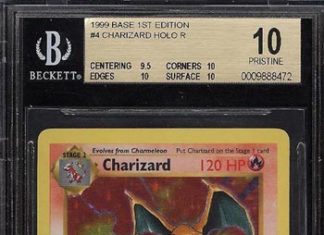 1999 BASE 1ST EDITION
#4 CHARIZARD HOLO R
10
PRISTINE
B
BECKETT
CENTERING 9.5 CORNERS 10
EDGES 10 SURFACE 10
0009888472
Evolves from Charmeleon Put Charizard on the Stage 1 card
STAGE 2
Charizard 120 HP